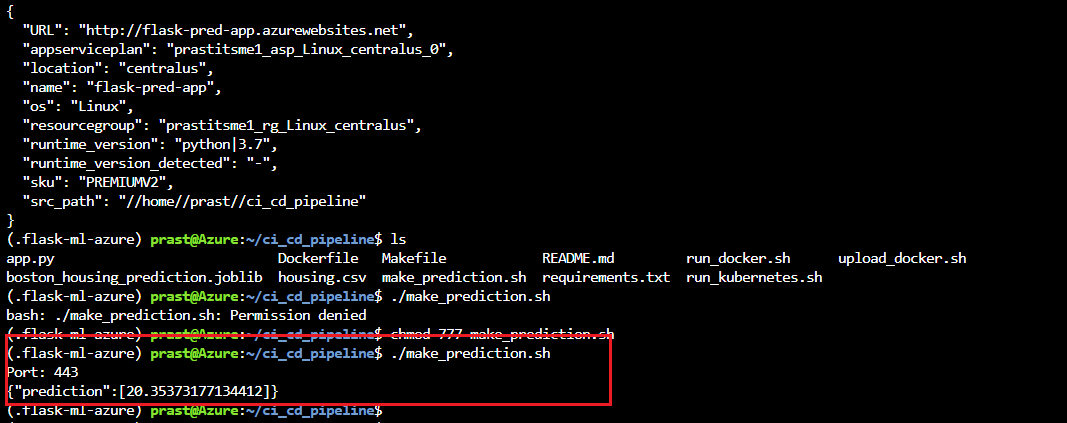 {
"URL": "http://flask-pred-app.azurewebsites.net",
"appserviceplan": "prastitsme1_asp_Linux_centralus_0",
"location": "centralus",
"name": "flask-pred-app",
"os": "Linux",
"resourcegroup": "prastitsme1_rg_Linux_centralus",
"runtime_version": "python|3.7",
"runtime_version_detected": "-",
"sku": "PREMIUMV2",
"src_path": "//home//prast//ci_cd_pipeline"
}
(.flask-ml-azure) prast@Azure:~/ci_cd_pipeline$ ls
app.py Dockerfile Makefile README.md run_docker.sh upload_docker.sh
boston_housing_prediction.joblib housing.csv make_prediction.sh requirements.txt run_kubernetes.sh
(.flask-ml-azure) prast@Azure:~/ci_cd_pipeline$ ./make_prediction.sh
bash: ./make_prediction.sh: Permission denied
(.flask-ml-azure) prast@Azure:~/ci_cd_pipeline$ chmod 777 make_prediction.sh
(.flask-ml-azure) prast@Azure:~/ci_cd_pipeline$ ./make_prediction.sh
Port: 443
{"prediction":[20.35373177134412]}
(.flask-ml-azure) prast@Azure:~/ci_cd_pipeline$